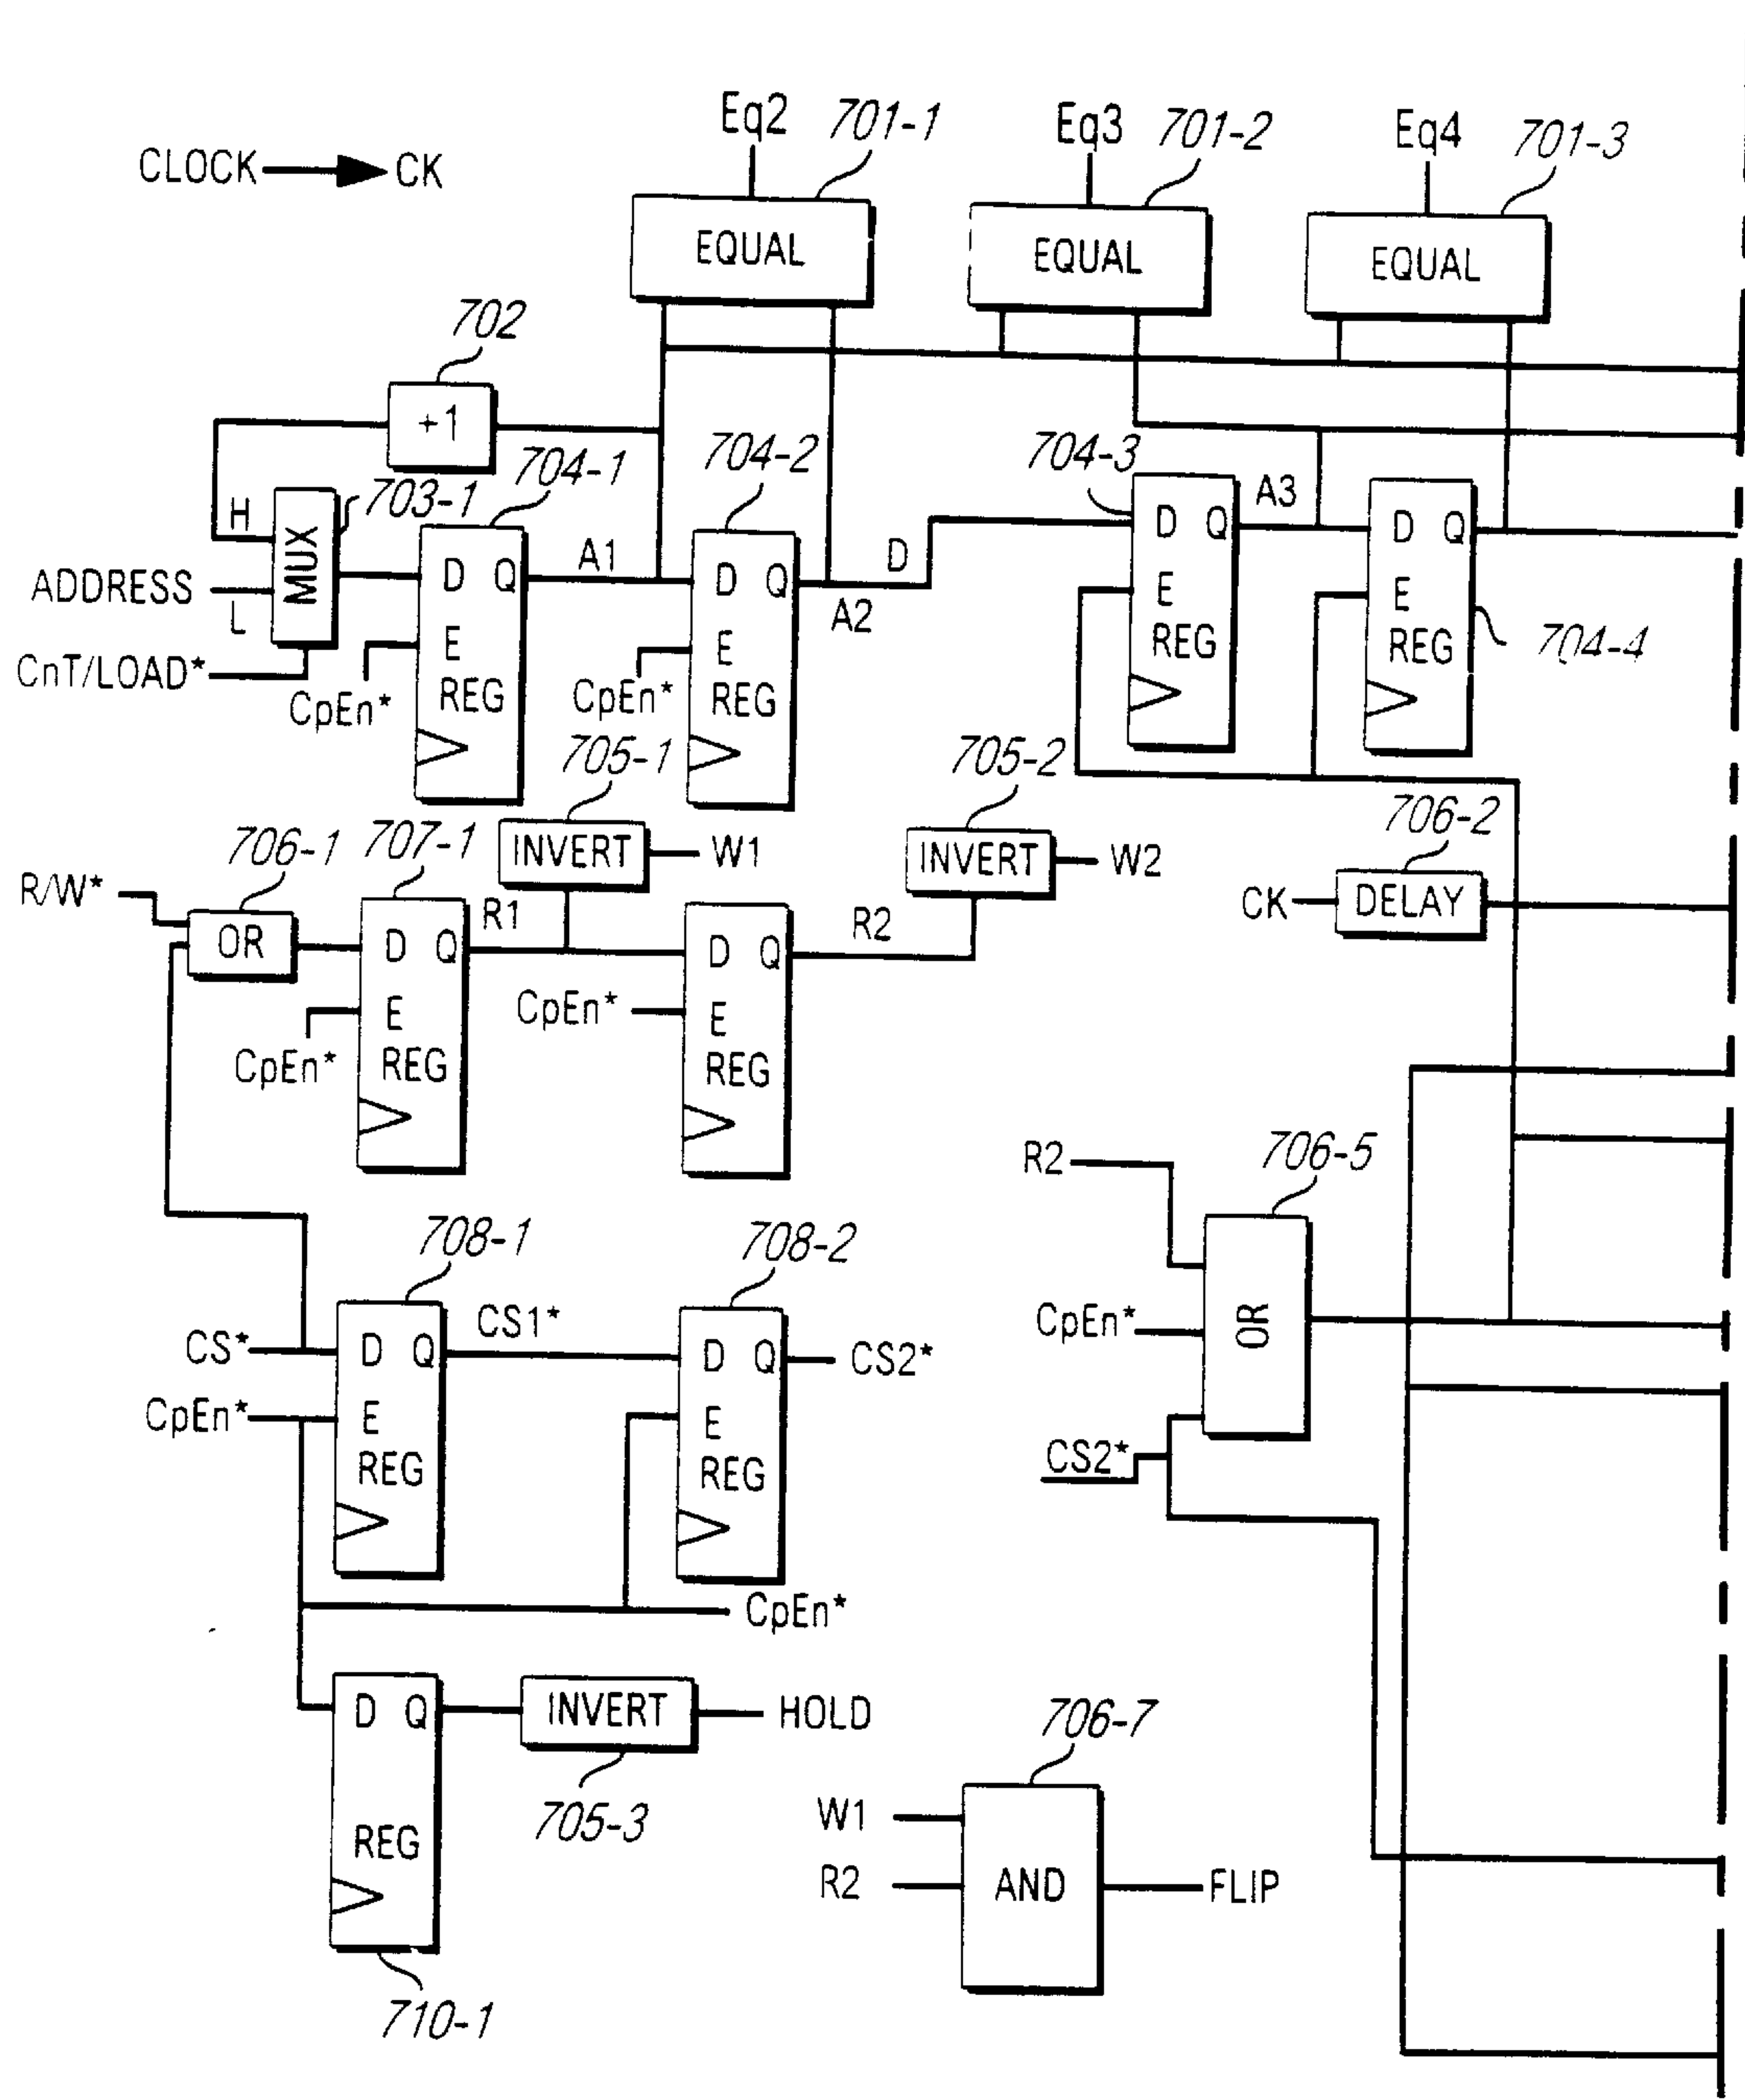 Eq2 701-1 Eq3 701-2 Eq4 701-3
CLOCK CK
EQUAL EQUAL EQUAL
702
+1
704-1 704-2 704-3
H 703-1 A3
MUX
D Q A1 D Q D D Q D Q
ADDRESS
L A2 E E
E E REG REG 704-4
CnT/LOAD*
CpEn* REG CpEn* REG
705-1 705-2
706-1 707-1 706-2
INVERT W1 INVERT W2
R/W* CK DELAY
OR D Q R1 D Q R2
E CpEn* E
CpEn* REG REG
R2 706-5
708-1 708-2
CS* D Q CS1* D Q CS2* CpEn* OR
CpEn* E E
REG REG CS2*
CpEn*
D Q INVERT HOLD 706-7
705-3 W1
REG R2 AND FLIP
710-1